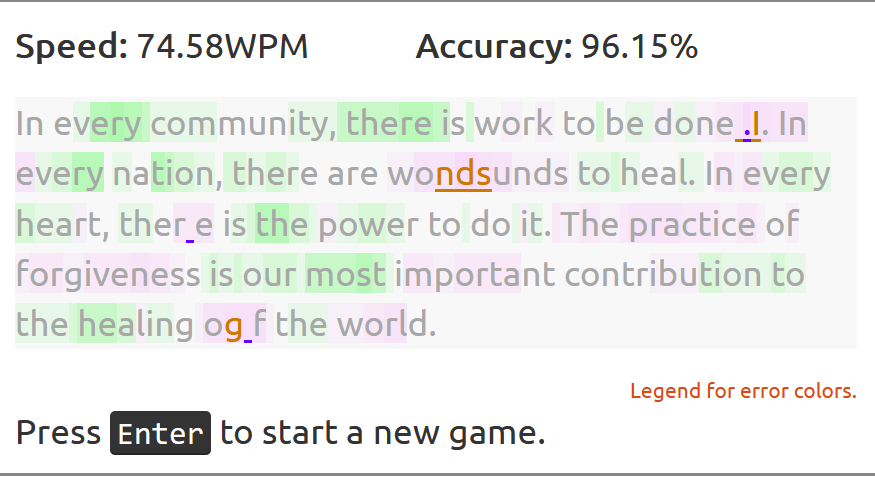 Speed: 74.58WPM Accuracy: 96.15%
In every community, there is work to be done .I. In
every nation, there are wondsunds to heal. In every
heart, ther e is the power to do it. The practice of
forgiveness is our most important contribution to
the healing og f the world.
Legend for error colors.
Press Enter to start a new game.